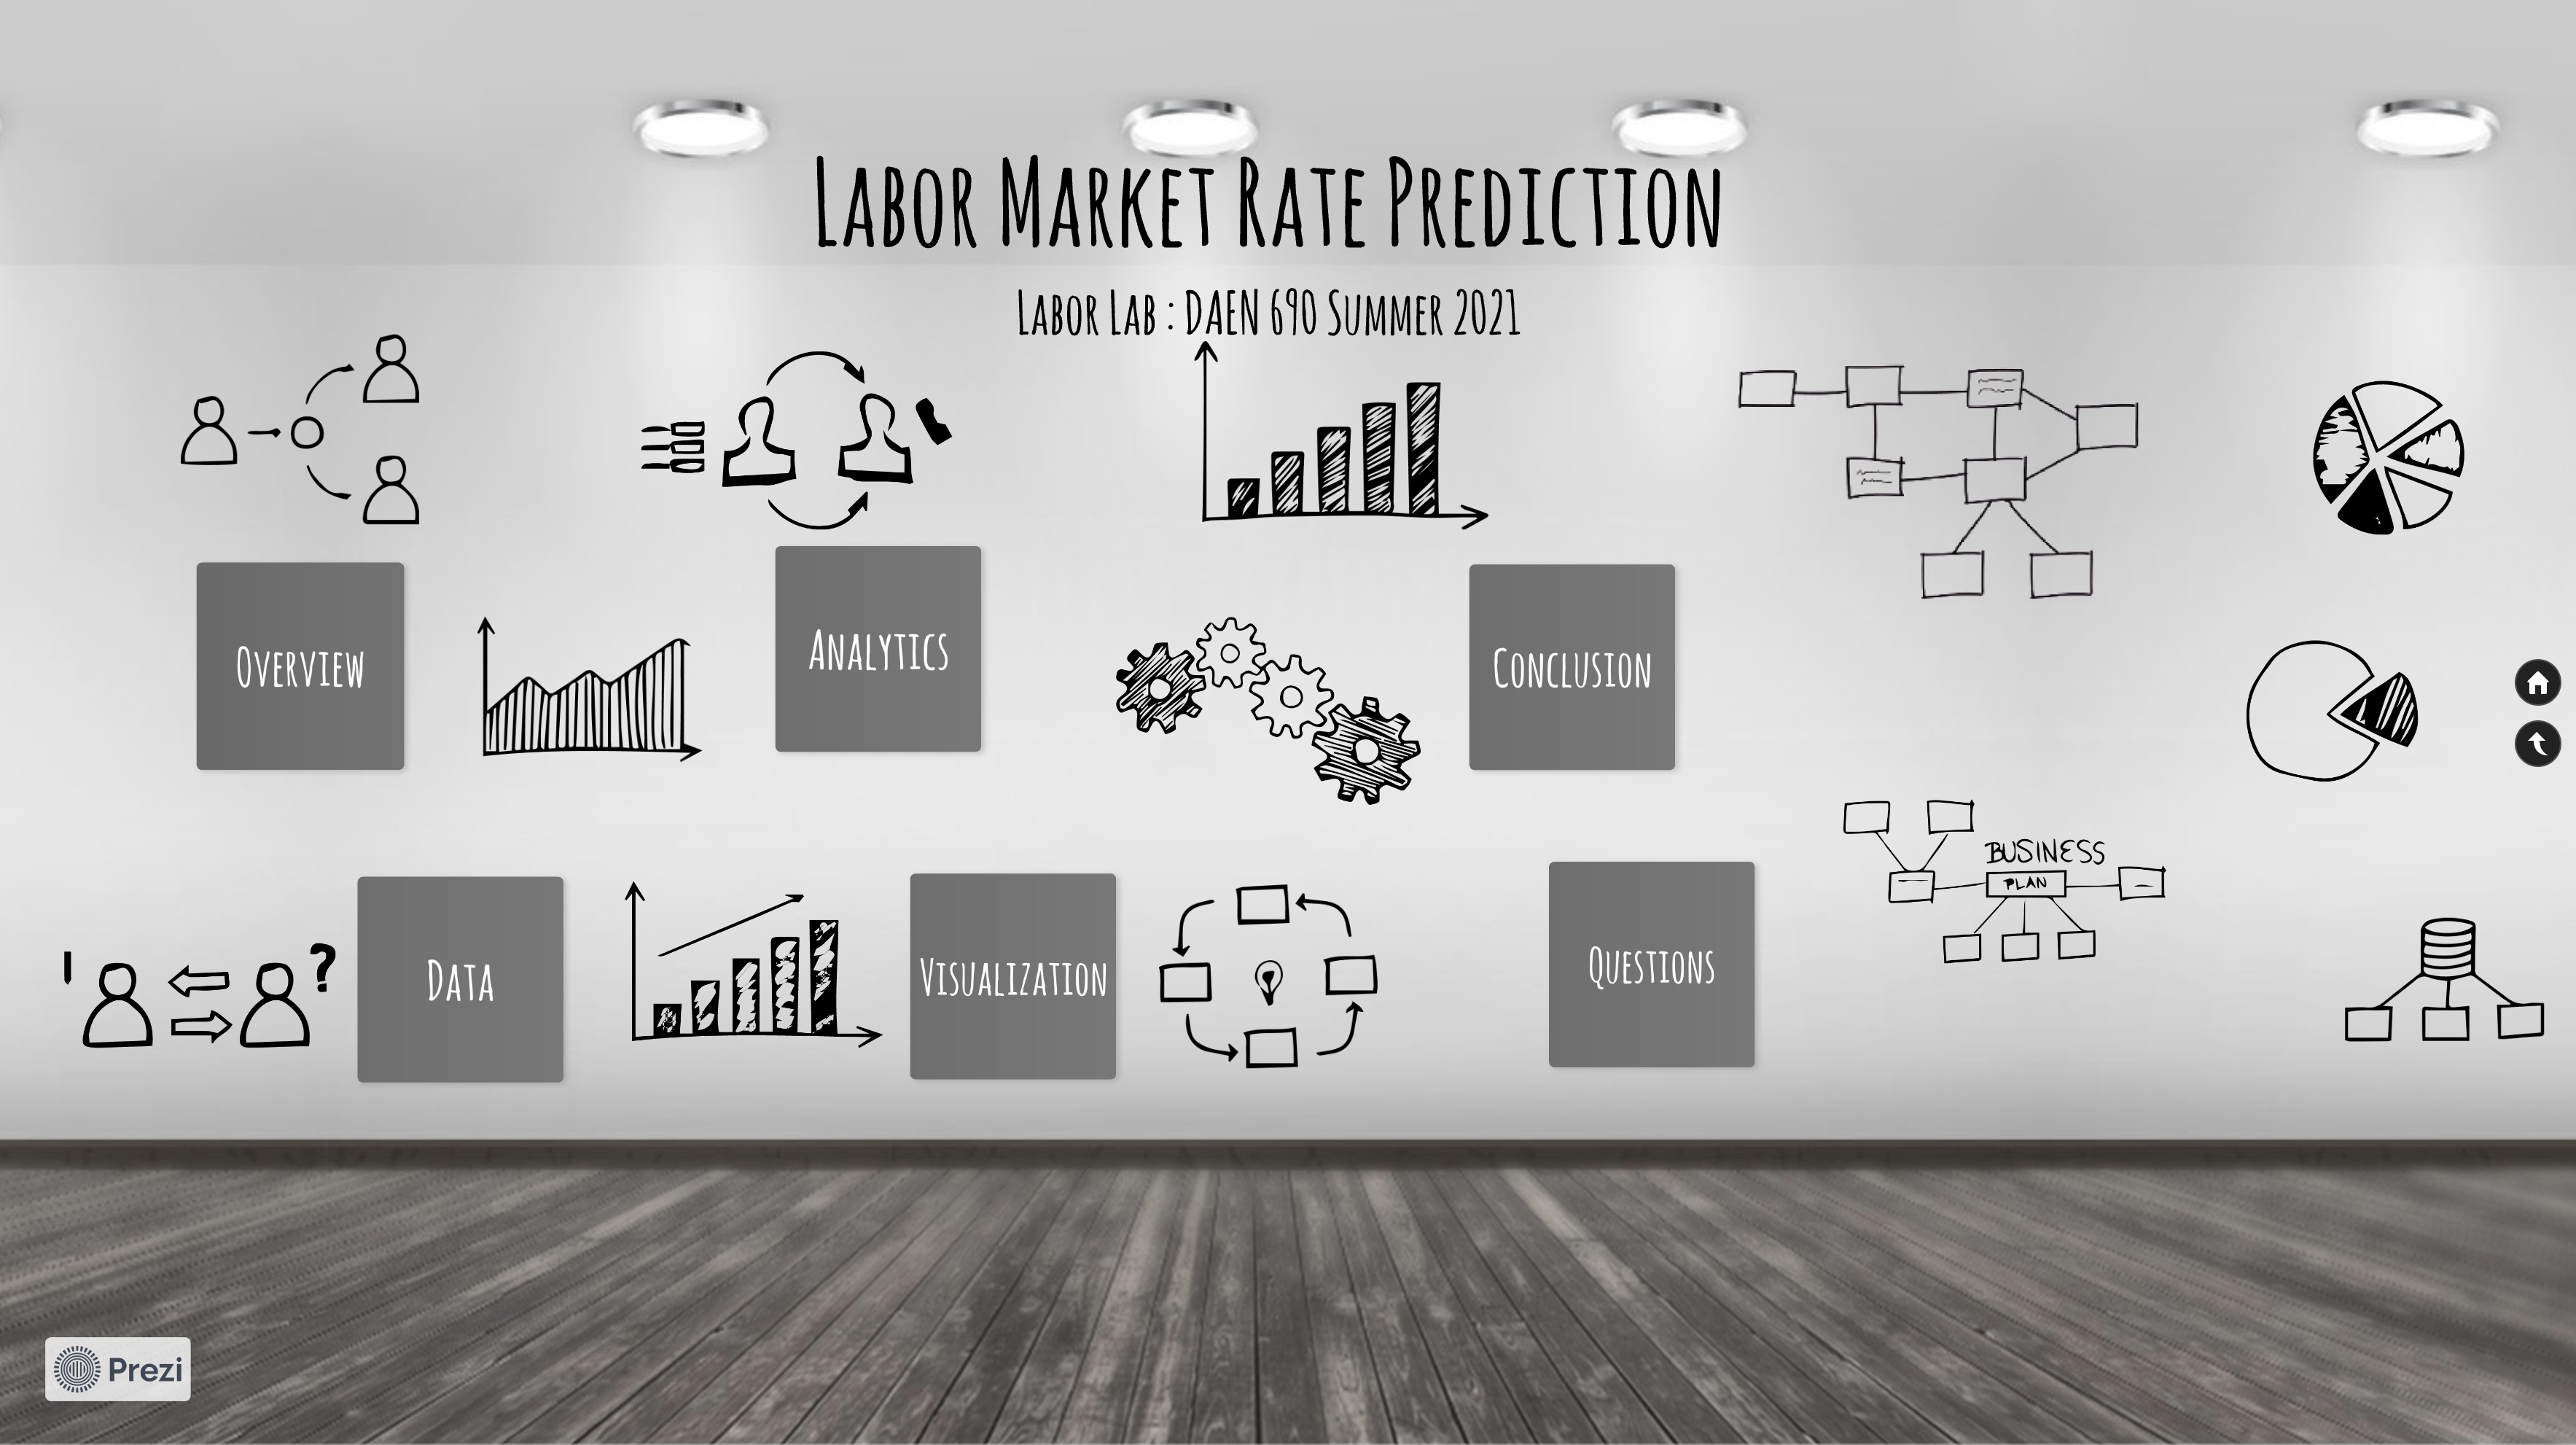 Labor Market Rate Prediction
Labor Lab : DAEN 690 Summer 2021
Overview
Analytics
Conclusion
BUSINESS
PLAN
?
Data
Visualization
Questions
Prezi